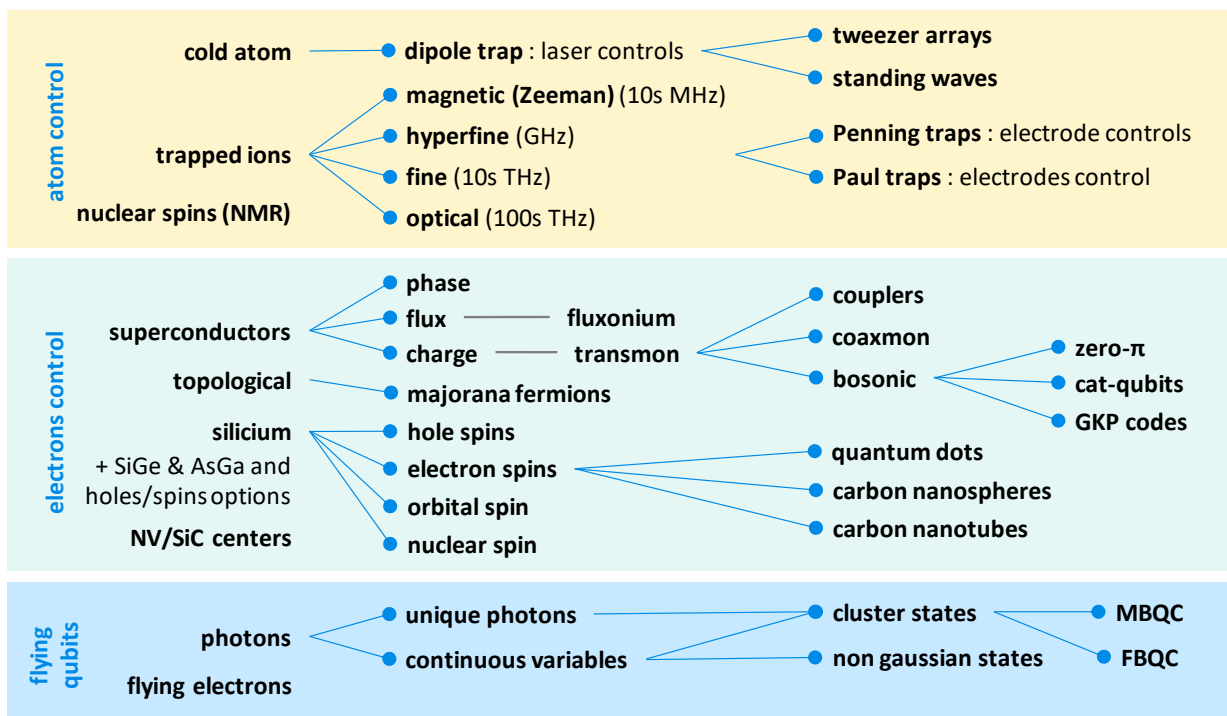 atom control
cold atom
dipole trap : laser controls
tweezer arrays
standing waves
magnetic (Zeeman) (10s MHz)
hyperfine (GHz)
Penning traps : electrode controls
trapped ions
fine (10s THz)
Paul traps : electrodes control
nuclear spins (NMR)
optical (100s THz)
electrons control
phase
couplers
superconductors
flux
fluxonium
charge
transmon
coaxmon
zero-π
topological
majorana fermions
bosonic
cat-qubits
GKP codes
silicium
hole spins
quantum dots
+ SiGe & AsGa and
holes/spins options
electron spins
carbon nanospheres
orbital spin
carbon nanotubes
NV/SiC centers
nuclear spin
flying
qubits
unique photons
cluster states
MBQC
photons
continuous variables
non gaussian states
FBQC
flying electrons